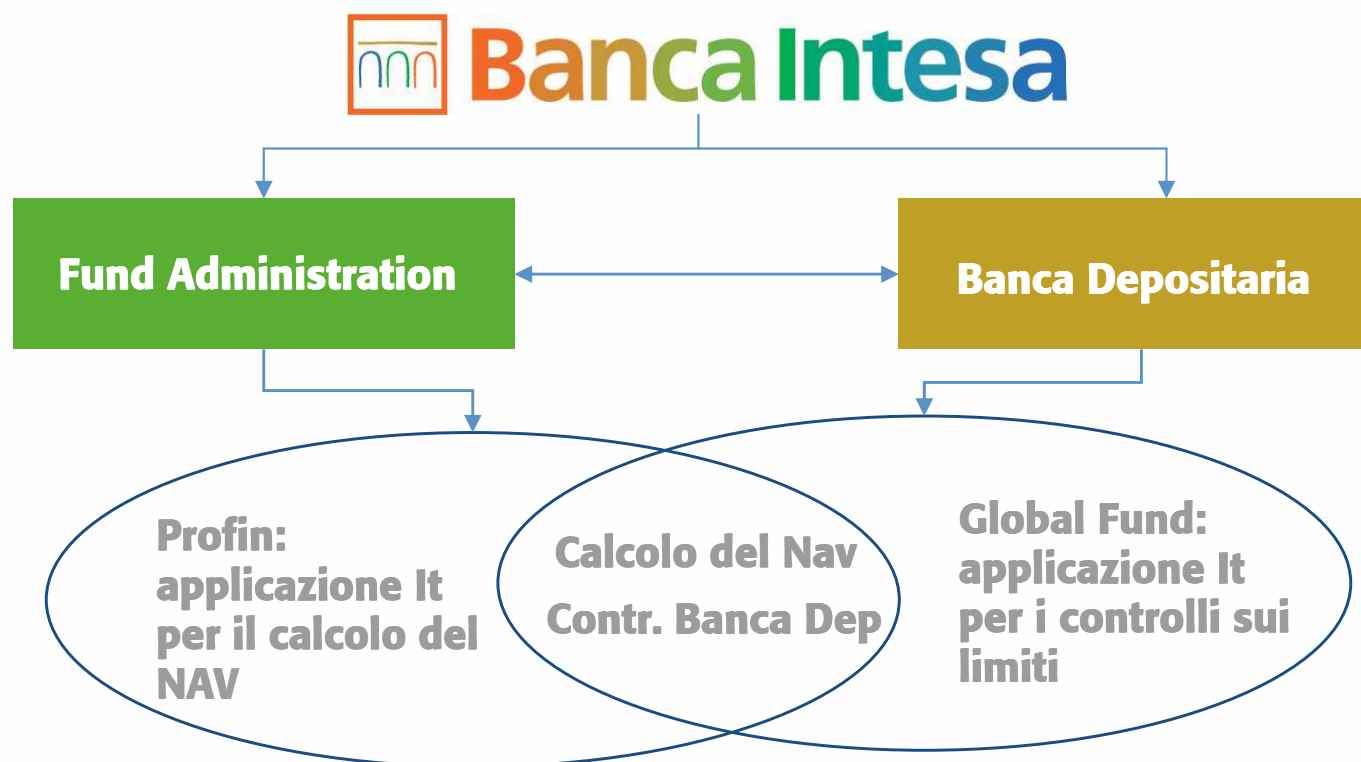 Banca Intesa
Fund Administration
Banca Depositaria
Profin:
applicazione It
per il calcolo del
NAV
Calcolo del Nav
Contr. Banca Dep
Global Fund:
applicazione It
per i controlli sui
limiti